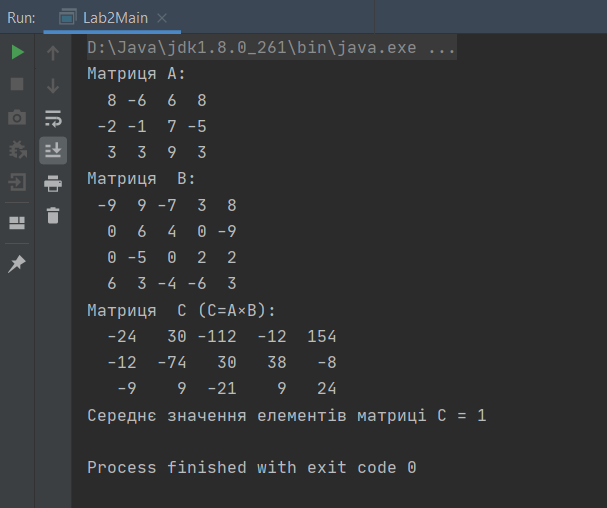 Run: Lab2Main
D:\Java\jdk1.8.0_261\bin\java.exe ...
Матриця А:
8 -6 6 8
-2 -1 7 -5
3 3 9 3
Матриця В:
-9 9 -7 3 8
0 6 4 0 -9
0 -5 0 2 2
6 3 -4 -6 3
Матриця С (С=А×В):
-24 30 -112 -12 154
-12 -74 30 38 -8
-9 9 -21 9 24
Середнє значення елементів матриці С = 1
Process finished with exit code 0